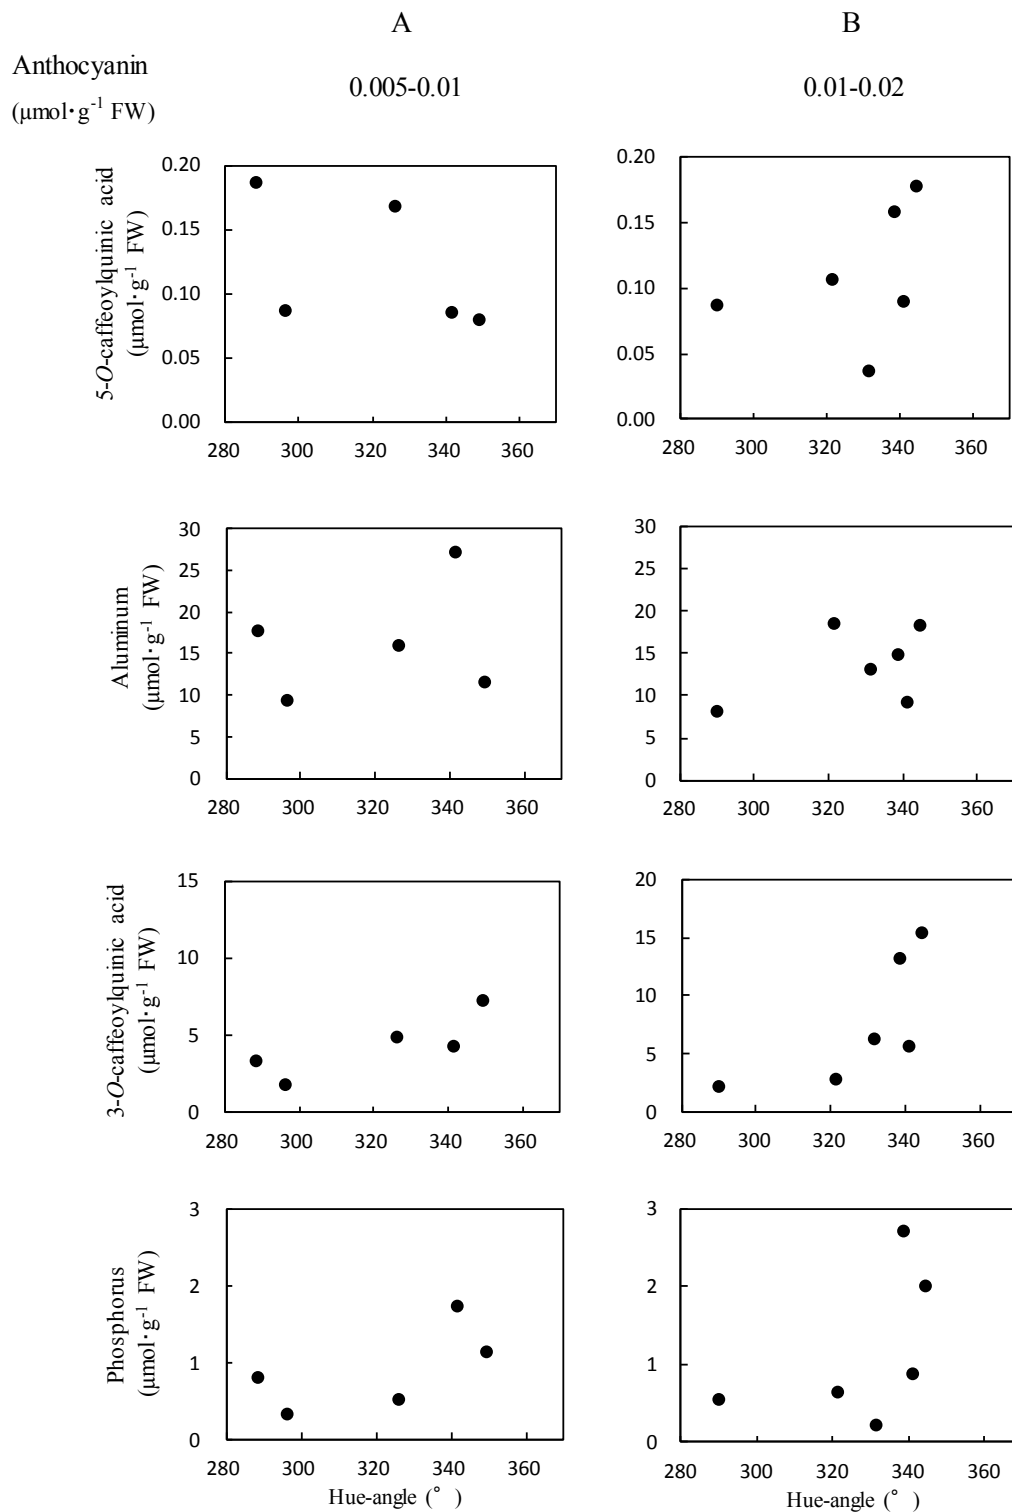 A B
Anthocyanin
(μmol·g-1 FW)
0.005-0.01 0.01-0.02
5-O-caffeoylquinic acid
(μmol·g-1 FW)
0.20
0.15
0.10
0.05
0.00
280 300 320 340 360
0.20
0.15
0.10
0.05
0.00
280 300 320 340 360
Aluminum
(μmol·g-1 FW)
30
25
20
15
10
5
0
280 300 320 340 360
30
25
20
15
10
5
0
280 300 320 340 360
3-O-caffeoylquinic acid
(μmol·g-1 FW)
15
10
5
0
280 300 320 340 360
20
15
10
5
0
280 300 320 340 360
Phosphorus
(μmol·g-1 FW)
3
2
1
0
280 300 320 340 360
Hue-angle (°)
3
2
1
0
280 300 320 340 360
Hue-angle (°)